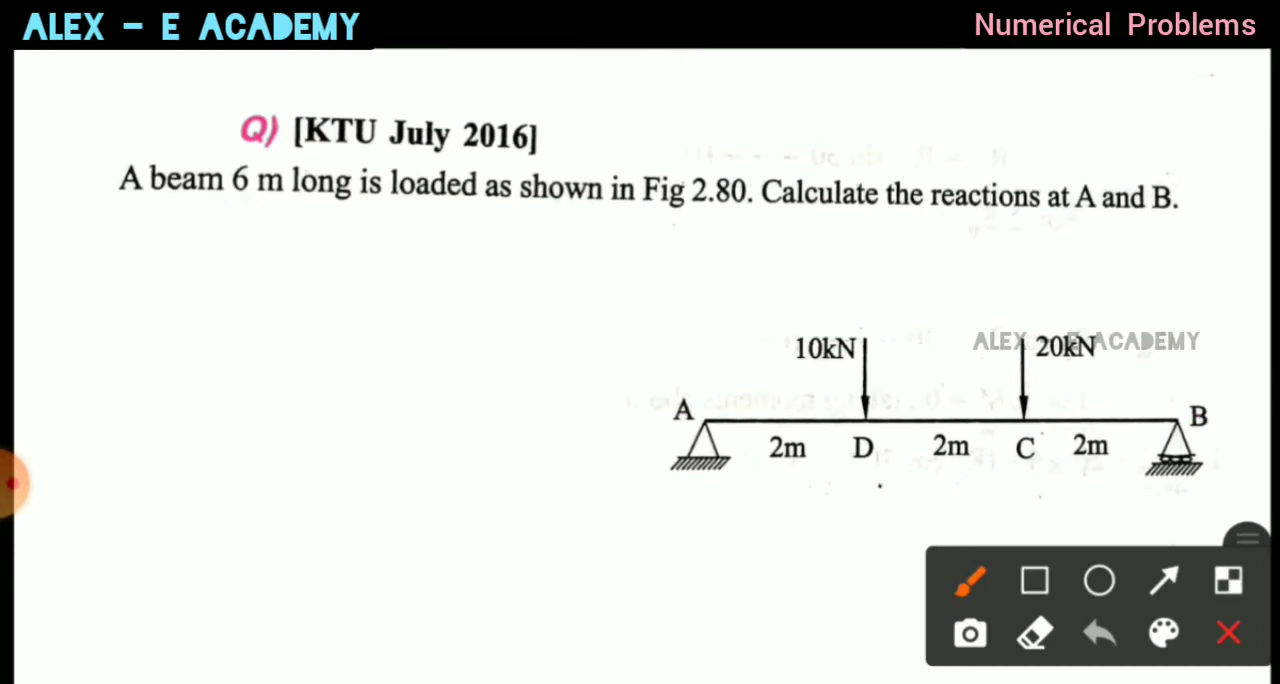 ALEX - E ACADEMY
Numerical Problems
Q) [KTU July 2016]
A beam 6 m long is loaded as shown in Fig 2.80. Calculate the reactions at A and B.
ALEX - E ACADEMY
10kN
20kN
A
B
2m D 2m C 2m